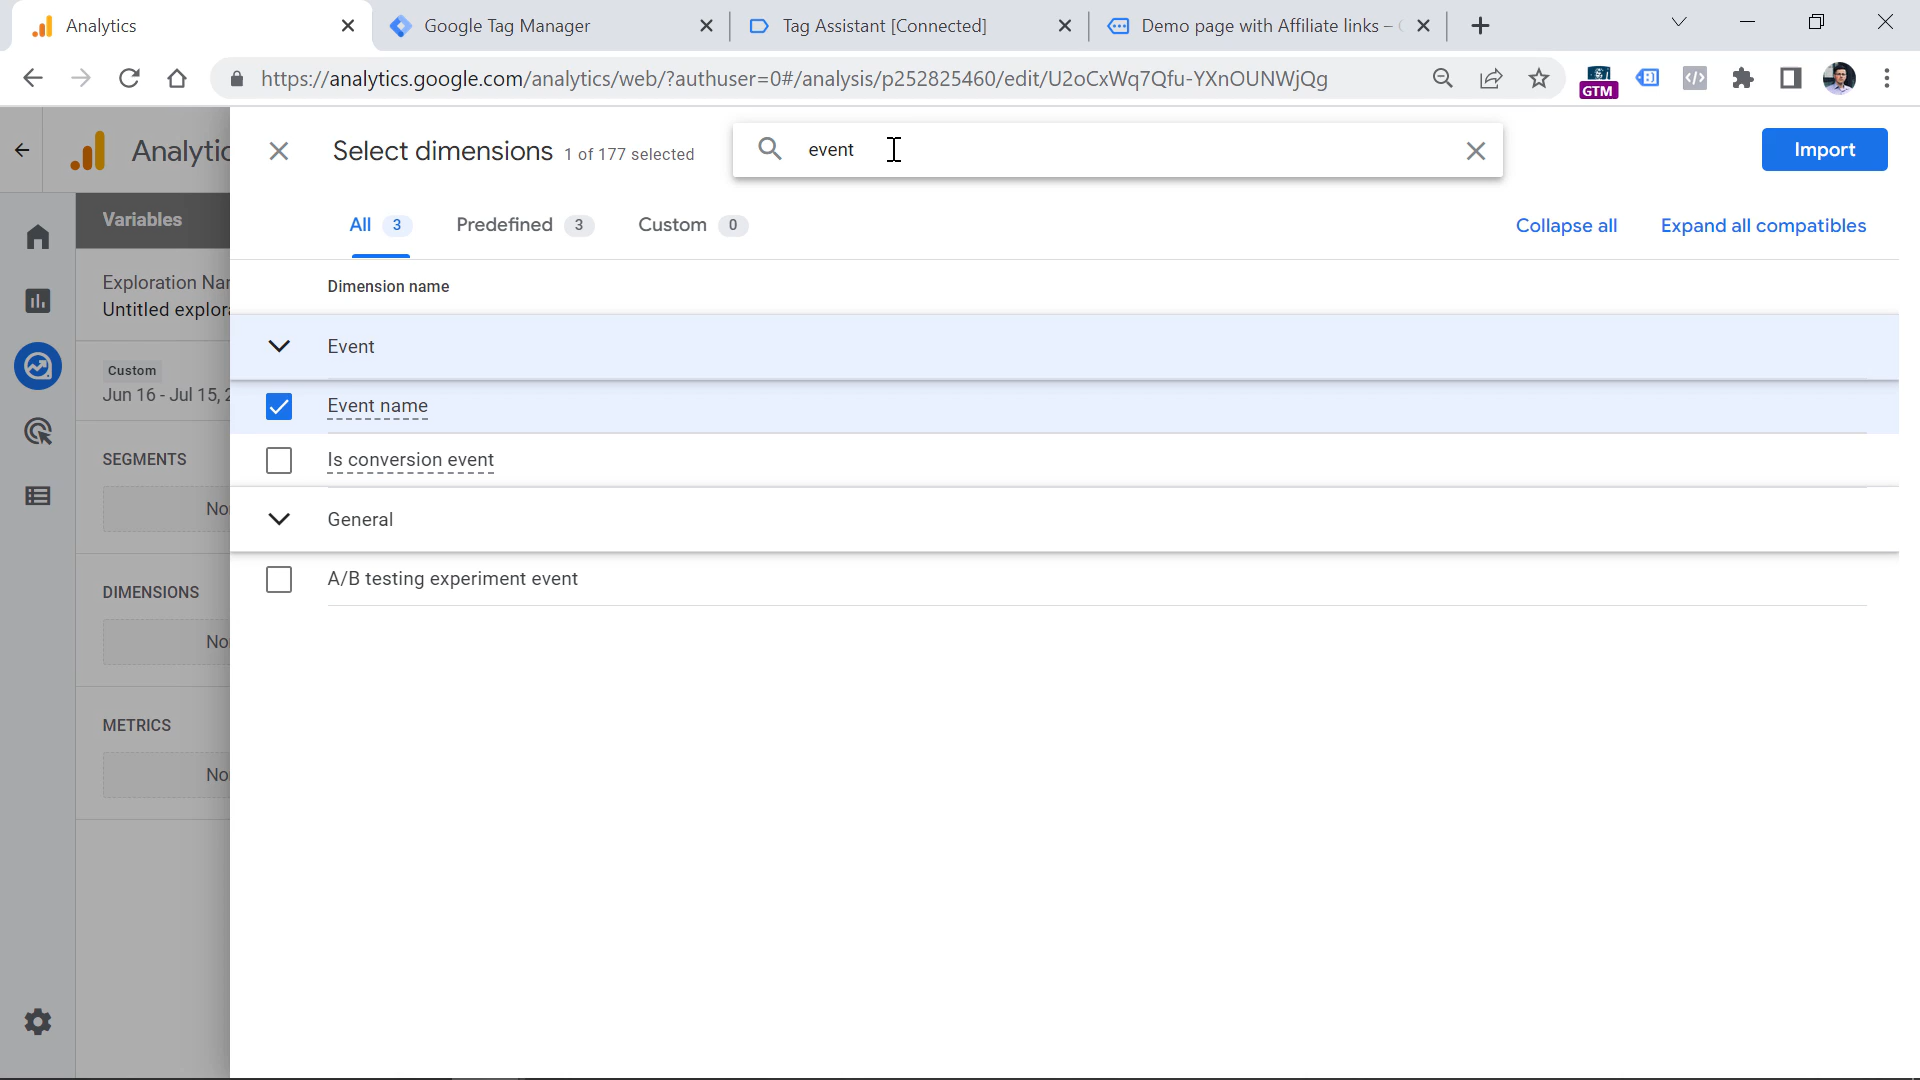 Analytics
Google Tag Manager
Tag Assistant [Connected]
Demo page with Affiliate links –
https://analytics.google.com/analytics/web/?authuser=0#/analysis/p252825460/edit/U2oCxWq7Qfu-YXnOUNWjQg
GTM
Analytic
Select dimensions 1 of 177 selected
event
Import
Variables
All 3
Predefined 3
Custom 0
Collapse all
Expand all compatibles
Exploration Nar
Untitled explora
Dimension name
Event
Custom
Jun 16 - Jul 15, 2
Event name
SEGMENTS
Is conversion event
No
General
DIMENSIONS
A/B testing experiment event
No
METRICS
No